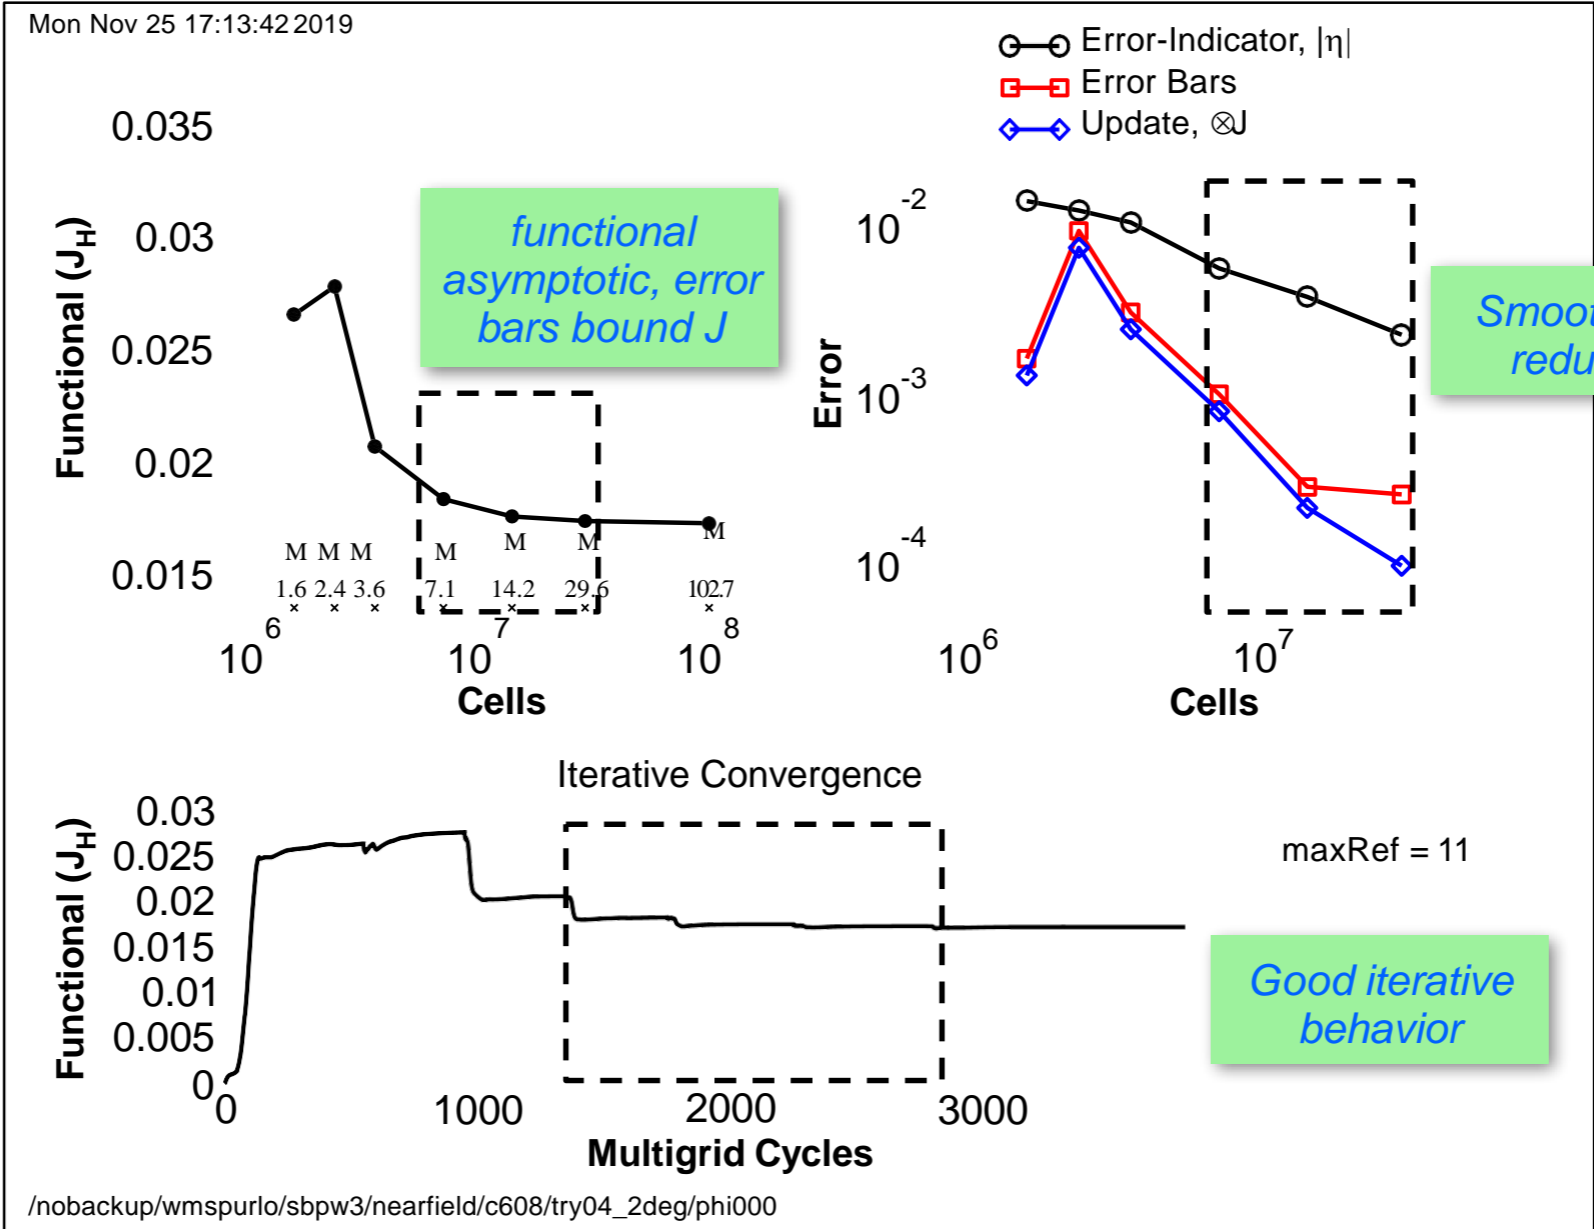 Mon Nov 25 17:13:42 2019
Error-Indicator, |η|
Error Bars
Update, ⊗J
0.035
0.03
0.025
0.02
0.015
Functional (J_H)
functional
asymptotic, error
bars bound J
M M M M M M M
1.6 2.4 3.6 7.1 14.2 29.6 102.7
10^6 10^7 10^8
Cells
10^-2
10^-3
10^-4
Error
Smoot
redu
10^6 10^7
Cells
Iterative Convergence
0.03
0.025
0.02
0.015
0.01
0.005
0
Functional (J_H)
0 1000 2000 3000
Multigrid Cycles
maxRef = 11
Good iterative
behavior
/nobackup/wmspurlo/sbpw3/nearfield/c608/try04_2deg/phi000